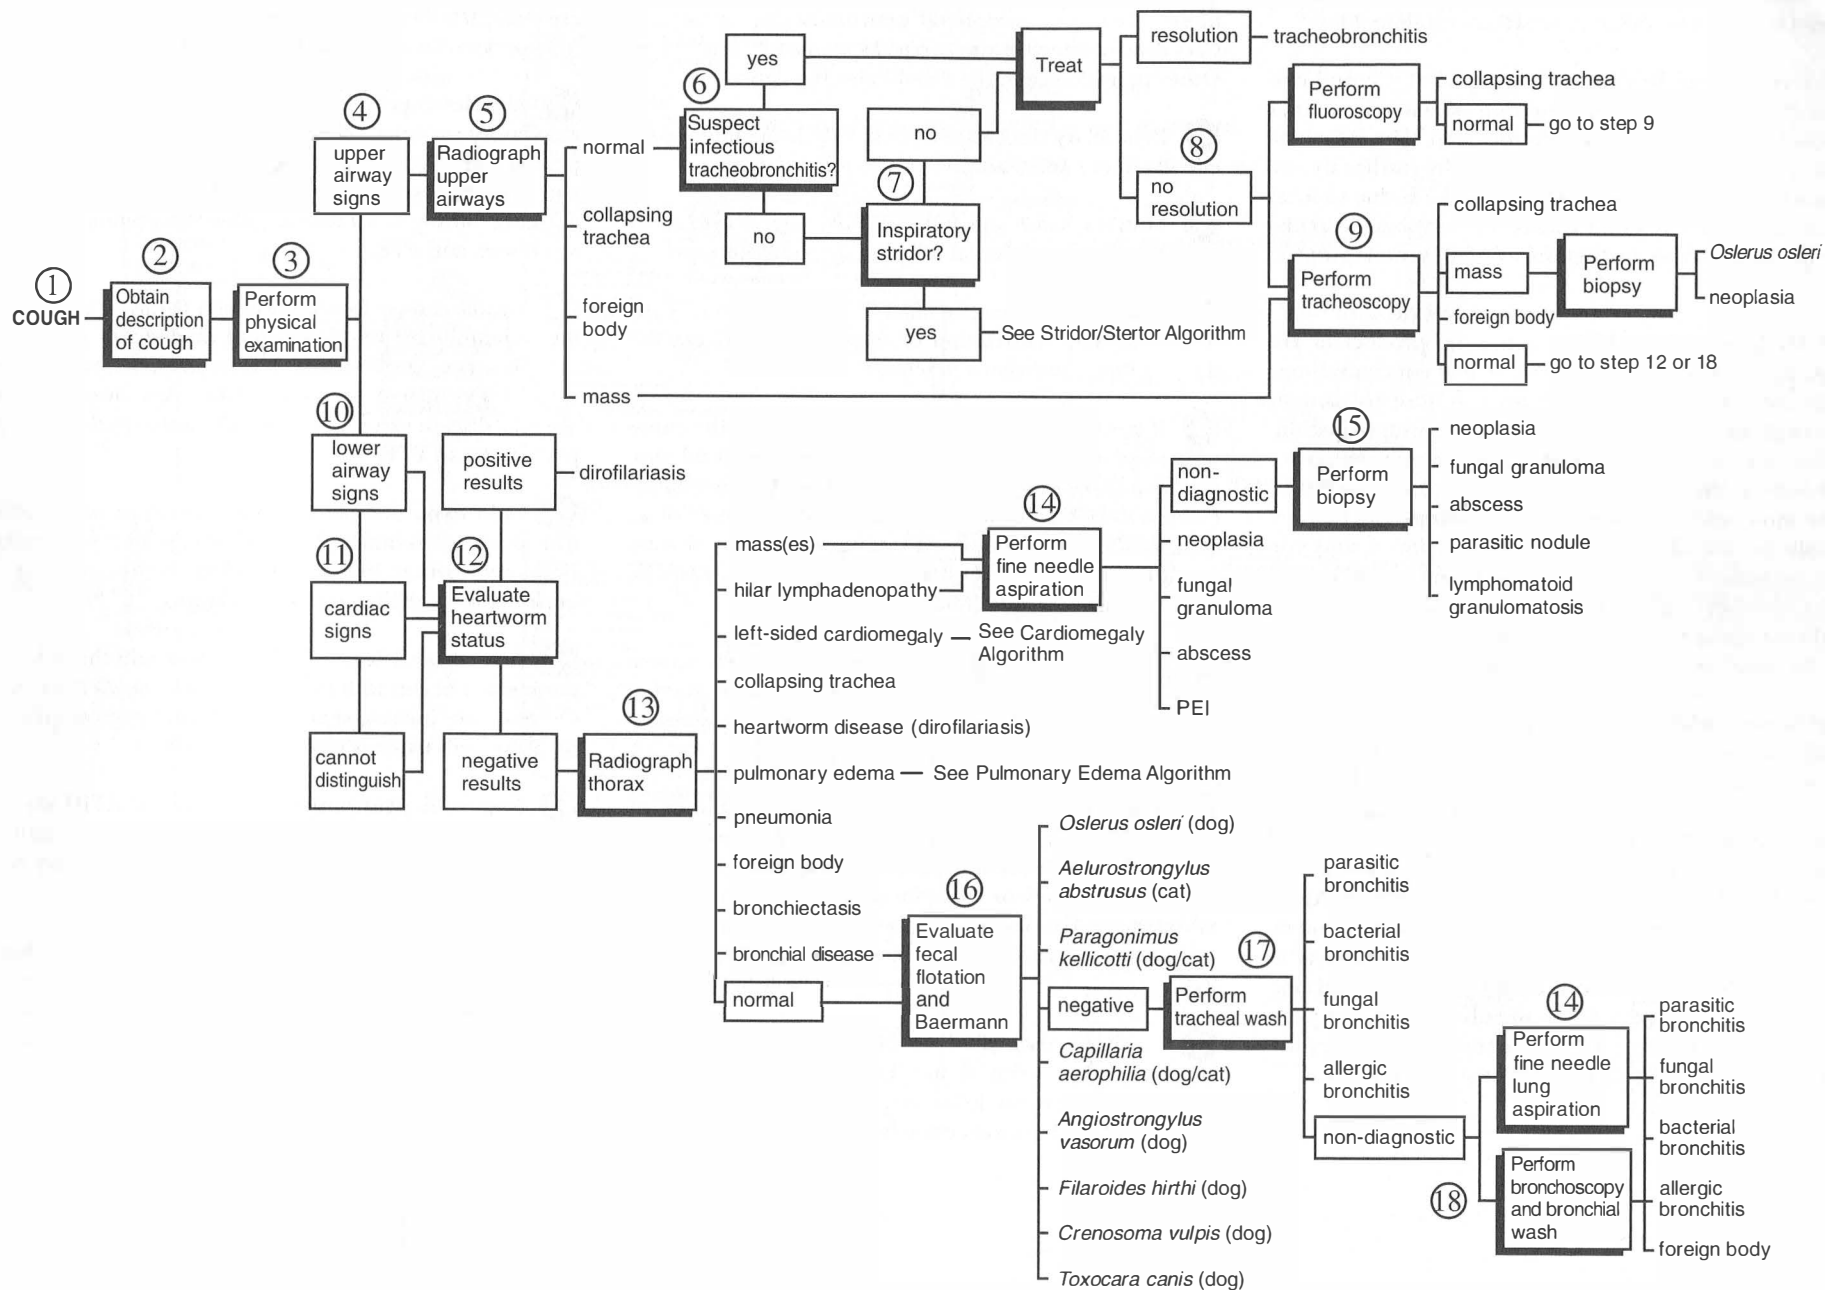 1
COUGH
2
Obtain
description
of cough
3
Perform
physical
examination
4
upper
airway
signs
5
Radiograph
upper
airways
normal
collapsing
trachea
foreign
body
mass
6
yes
Suspect
infectious
tracheobronchitis?
no
7
no
Inspiratory
stridor?
yes
See Stridor/Stertor Algorithm
Treat
resolution
tracheobronchitis
8
no
resolution
Perform
fluoroscopy
collapsing trachea
normal
go to step 9
9
Perform
tracheoscopy
collapsing trachea
mass
Perform
biopsy
Oslerus osleri
neoplasia
foreign body
normal
go to step 12 or 18
10
lower
airway
signs
11
cardiac
signs
cannot
distinguish
positive
results
dirofilariasis
12
Evaluate
heartworm
status
negative
results
13
Radiograph
thorax
mass(es)
hilar lymphadenopathy
left-sided cardiomegaly
See Cardiomegaly
Algorithm
collapsing trachea
heartworm disease (dirofilariasis)
pulmonary edema
See Pulmonary Edema Algorithm
pneumonia
foreign body
bronchiectasis
bronchial disease
normal
14
Perform
fine needle
aspiration
non-
diagnostic
neoplasia
fungal
granuloma
abscess
PEI
15
Perform
biopsy
neoplasia
fungal granuloma
abscess
parasitic nodule
lymphomatoid
granulomatosis
16
Evaluate
fecal
flotation
and
Baermann
Oslerus osleri (dog)
Aelurostrongylus
abstrusus (cat)
Paragonimus
kellicotti (dog/cat)
negative
Capillaria
aerophilia (dog/cat)
Angiostrongylus
vasorum (dog)
Filaroides hirthi (dog)
Crenosoma vulpis (dog)
Toxocara canis (dog)
17
Perform
tracheal wash
parasitic
bronchitis
bacterial
bronchitis
fungal
bronchitis
allergic
bronchitis
non-diagnostic
14
Perform
fine needle
lung
aspiration
18
Perform
bronchoscopy
and bronchial
wash
parasitic
bronchitis
fungal
bronchitis
bacterial
bronchitis
allergic
bronchitis
foreign body